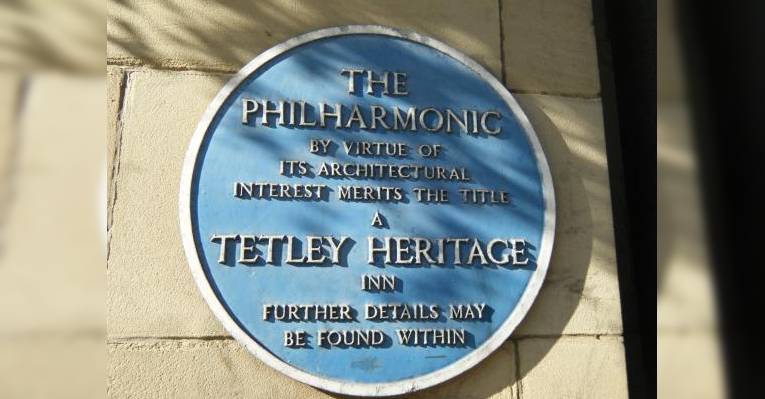 THE
PHILHARMONIC
BY VIRTUE OF
ITS ARCHITECTURAL
INTEREST MERITS THE TITLE
A
TETLEY HERITAGE
INN
FURTHER DETAILS MAY
BE FOUND WITHIN